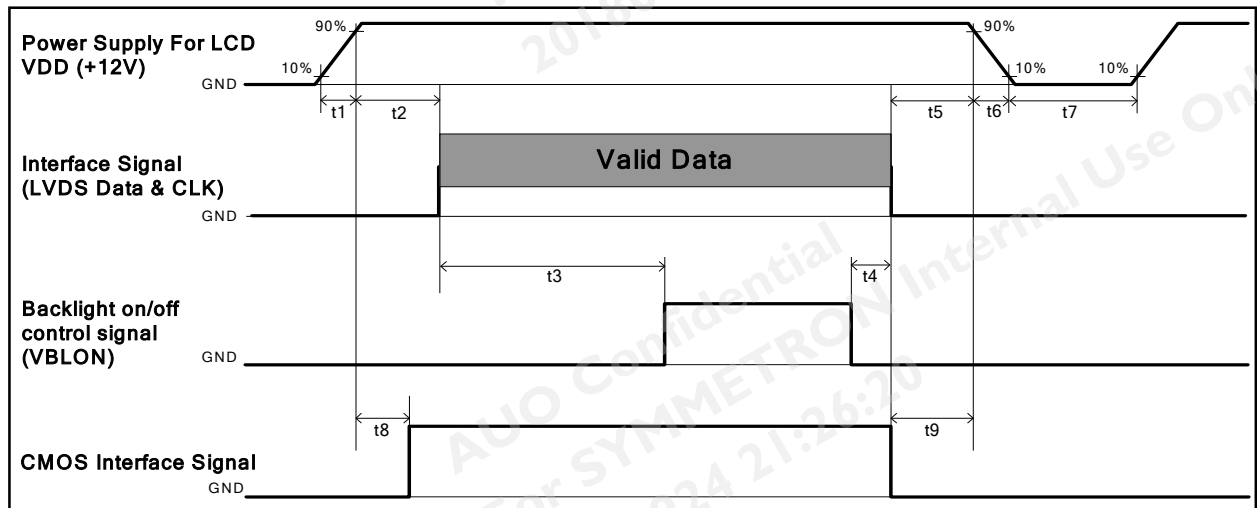 Power Supply For LCD
VDD (+12V)
90%
90%
10%
10%
10%
GND
t1
t2
t5
t6
t7
Interface Signal
(LVDS Data & CLK)
Valid Data
GND
t3
t4
Backlight on/off
control signal
(VBLON)
GND
t8
t9
CMOS Interface Signal
GND
AUO Confidential
For SYMMETRON Internal Use Only